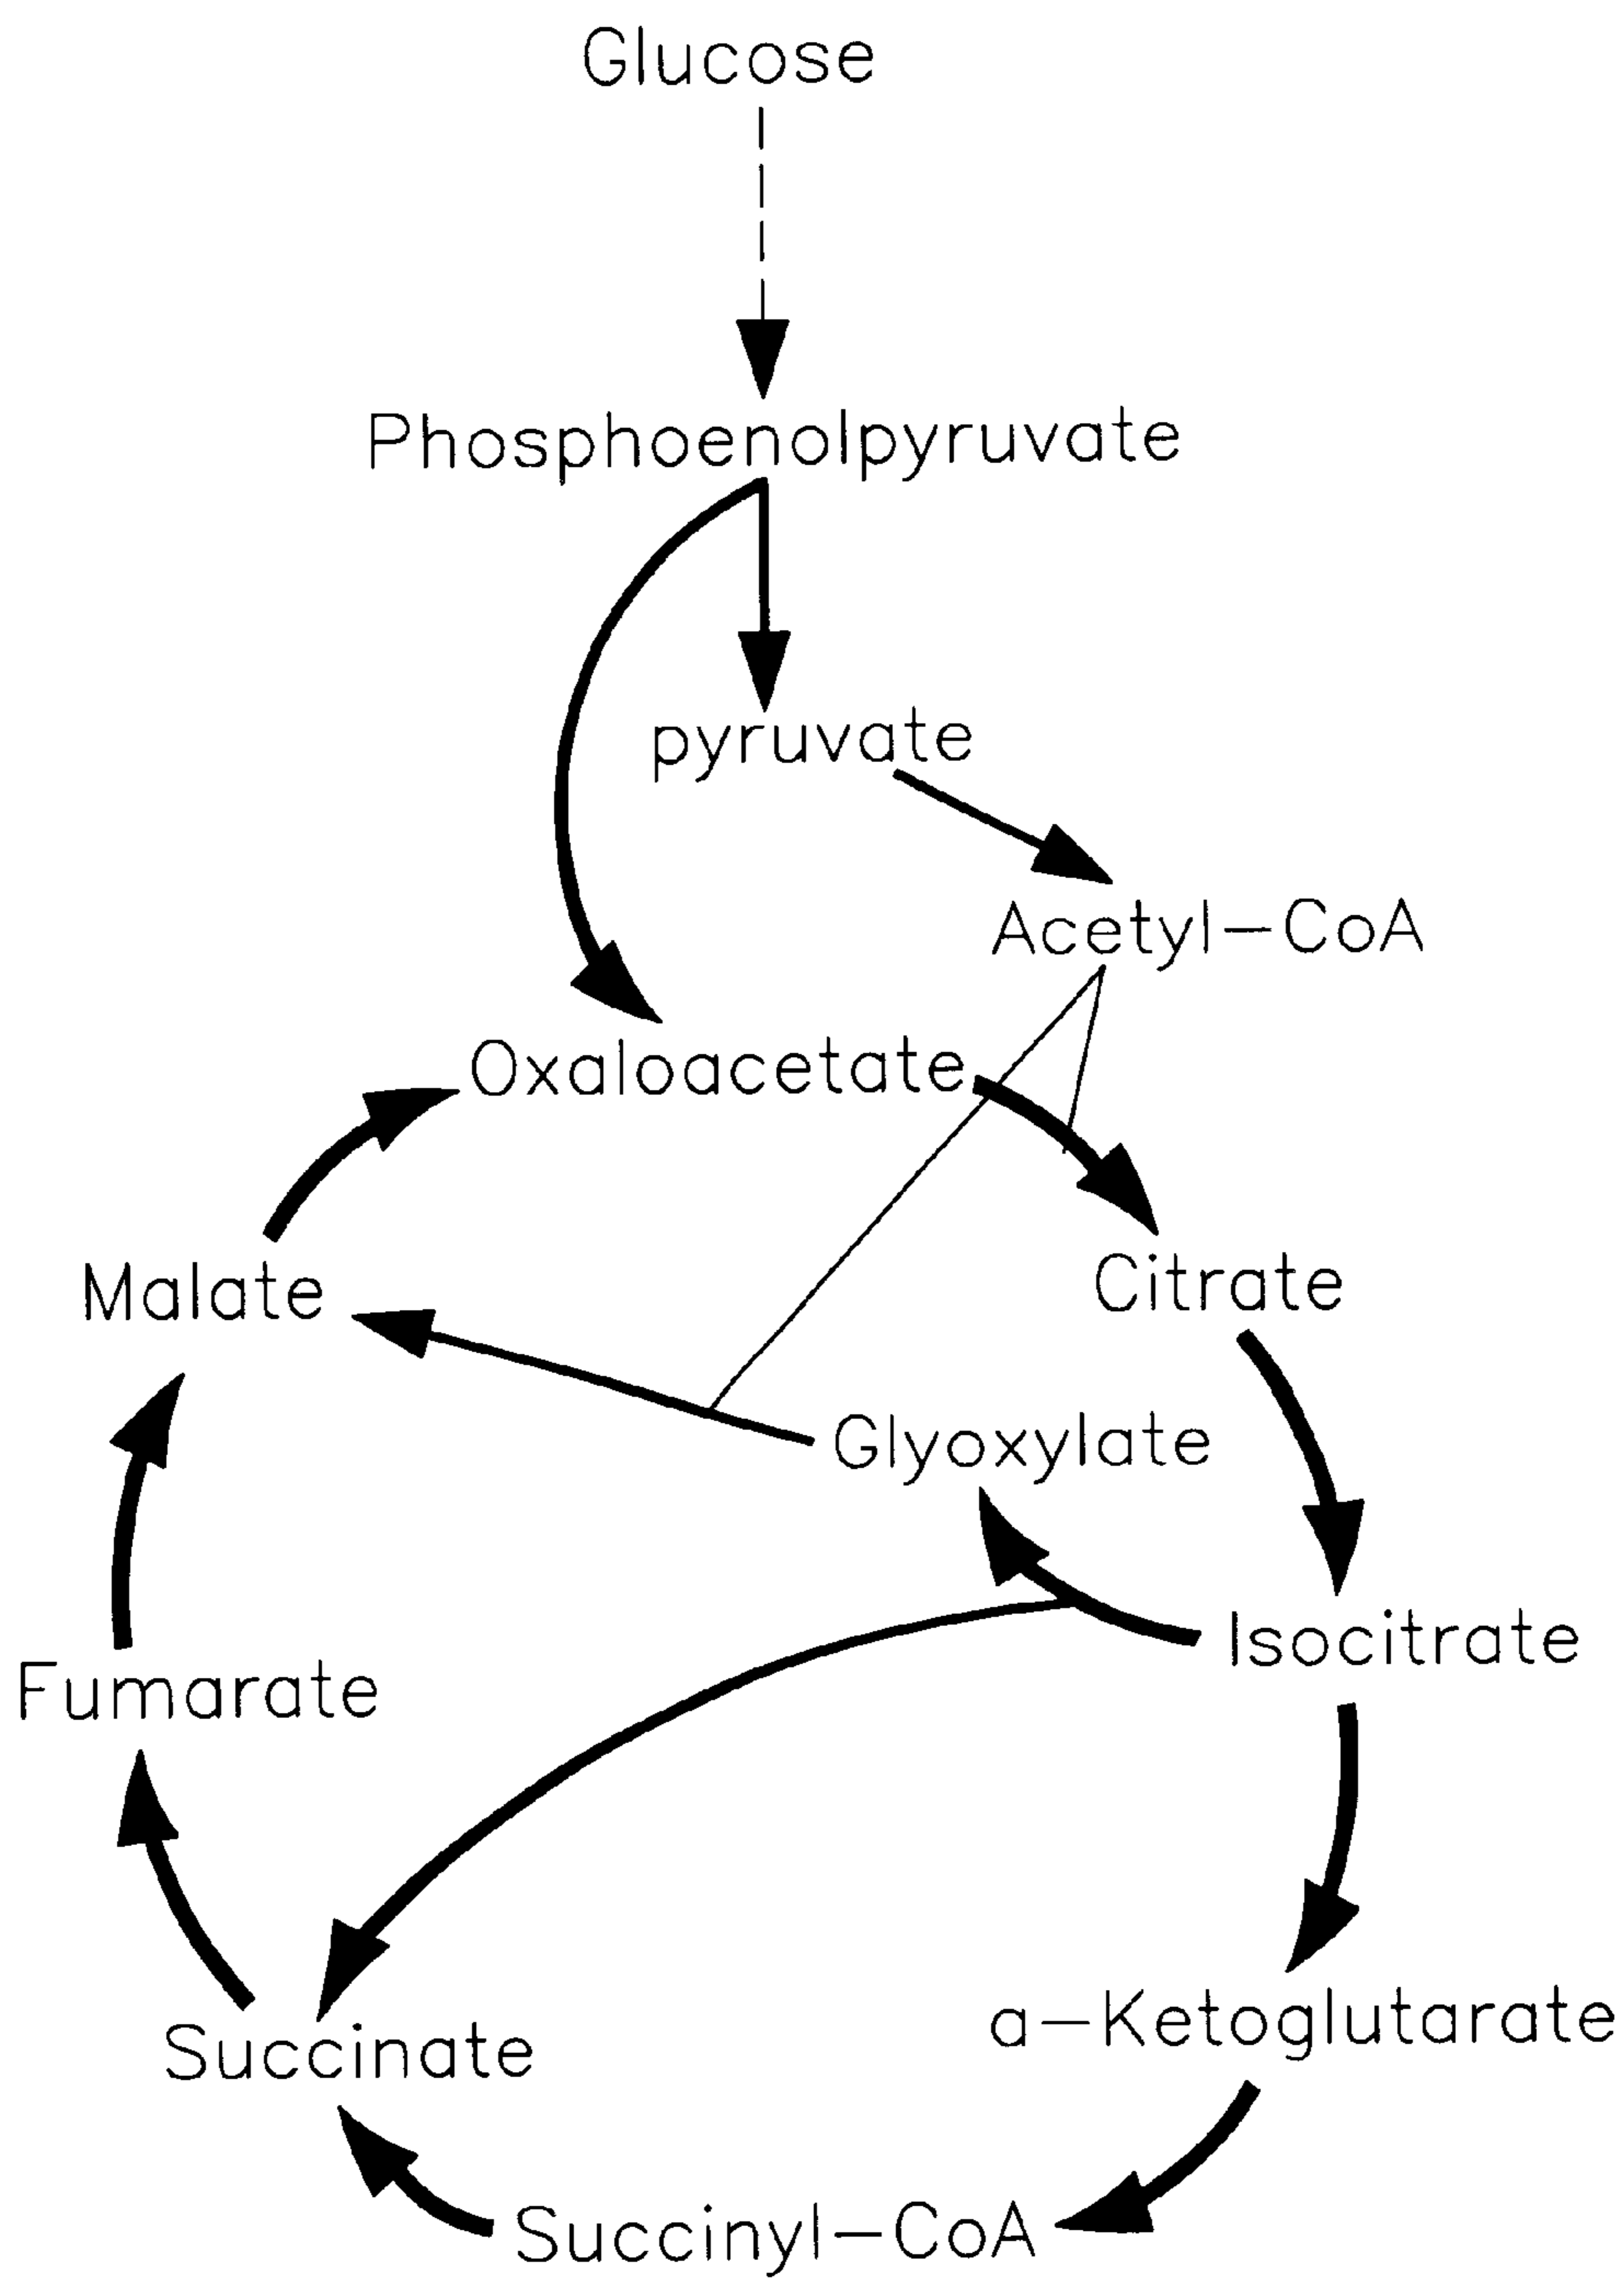 Glucose
Phosphoenolpyruvate
pyruvate
Acetyl-CoA
Oxaloacetate
Citrate
Malate
Glyoxylate
Isocitrate
Fumarate
a-Ketoglutarate
Succinate
Succinyl-CoA